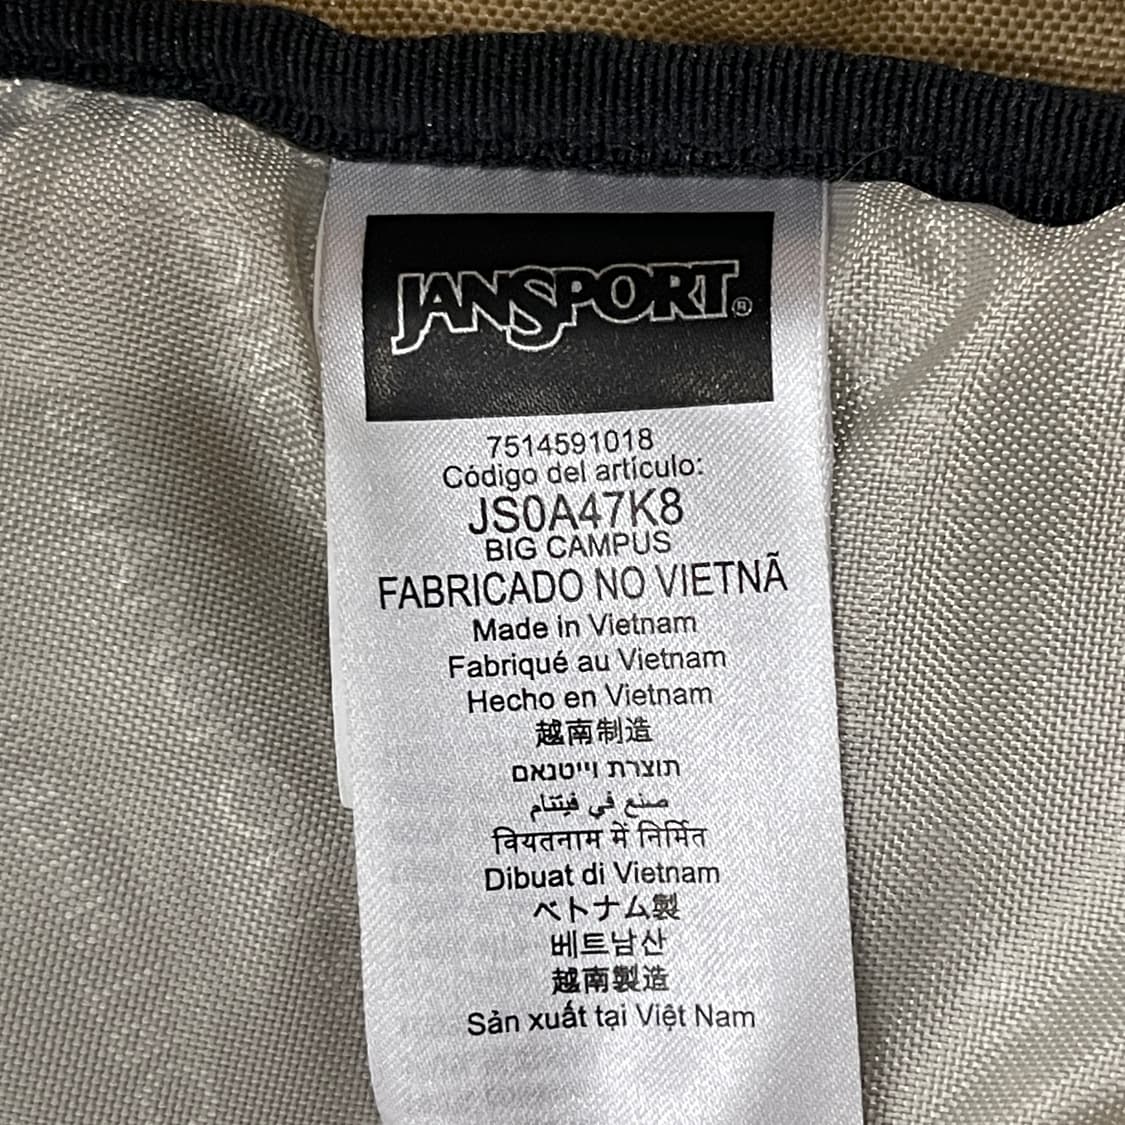 JANSPORT®
7514591018
Código del artículo:
JS0A47K8
BIG CAMPUS
FABRICADO NO VIETNÃ
Made in Vietnam
Fabriqué au Vietnam
Hecho en Vietnam
越南制造
תוצרת וייטנאם
صنع في فيتنام
वियतनाम में निर्मित
Dibuat di Vietnam
ベトナム製
베트남산
越南製造
Sản xuất tại Việt Nam